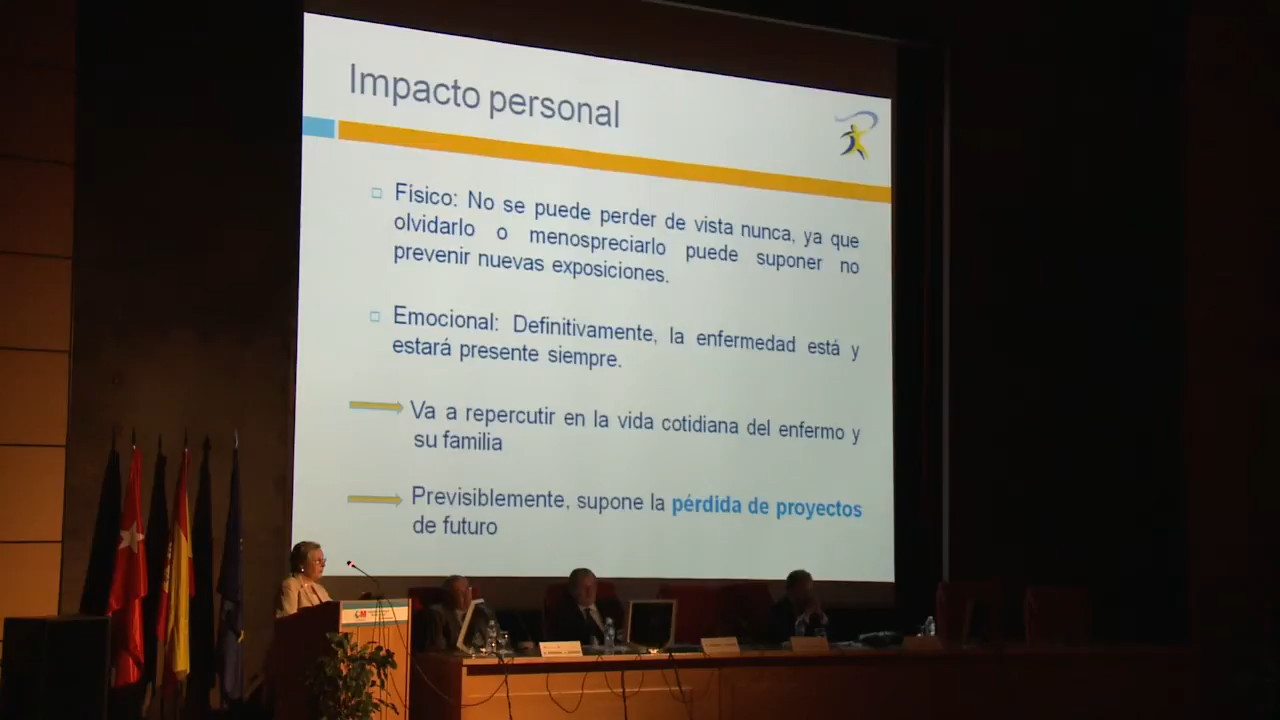 Impacto personal
Físico: No se puede perder de vista nunca, ya que
olvidarlo o menospreciarlo puede suponer no
prevenir nuevas exposiciones.
Emocional: Definitivamente, la enfermedad está y
estará presente siempre.
Va a repercutir en la vida cotidiana del enfermo y
su familia
Previsiblemente, supone la pérdida de proyectos
de futuro